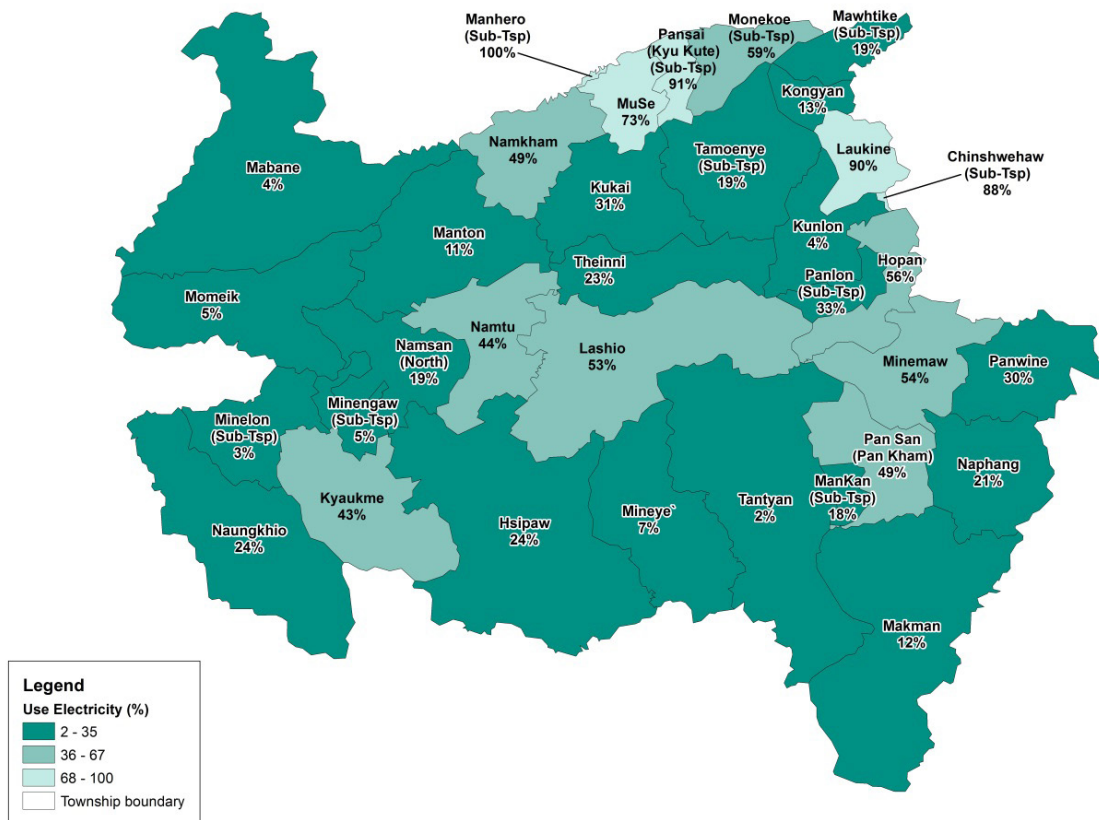 Manhero
(Sub-Tsp)
100%
Pansai
(Kyu Kute)
(Sub-Tsp)
91%
Monekoe
(Sub-Tsp)
59%
Mawhtike
(Sub-Tsp)
19%
Kongyan
13%
MuSe
73%
Namkham
49%
Tamoenye
(Sub-Tsp)
19%
Laukine
90%
Chinshwehaw
(Sub-Tsp)
88%
Mabane
4%
Kukai
31%
Manton
11%
Kunlon
4%
Theinni
23%
Hopan
56%
Panlon
(Sub-Tsp)
33%
Momeik
5%
Namtu
44%
Namsan
(North)
19%
Lashio
53%
Minemaw
54%
Panwine
30%
Minengaw
(Sub-Tsp)
5%
Minelon
(Sub-Tsp)
3%
Pan San
(Pan Kham)
49%
Naphang
21%
Kyaukme
43%
ManKan
(Sub-Tsp)
18%
Tantyan
2%
Mineye`
7%
Hsipaw
24%
Naungkhio
24%
Makman
12%
Legend
Use Electricity (%)
2 - 35
36 - 67
68 - 100
Township boundary